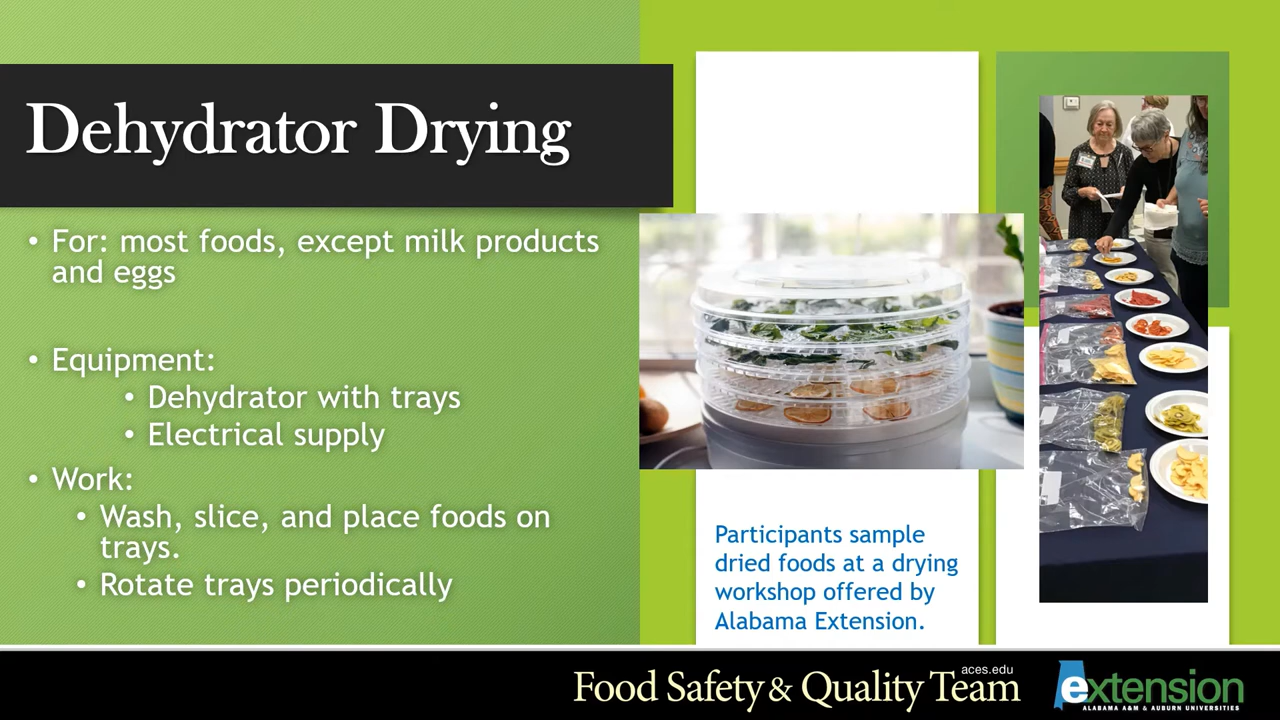 Dehydrator Drying
• For: most foods, except milk products
and eggs
• Equipment:
• Dehydrator with trays
• Electrical supply
• Work:
• Wash, slice, and place foods on
trays.
• Rotate trays periodically
Participants sample
dried foods at a drying
workshop offered by
Alabama Extension.
aces.edu
Food Safety & Quality Team
extension
ALABAMA A&M & AUBURN UNIVERSITIES